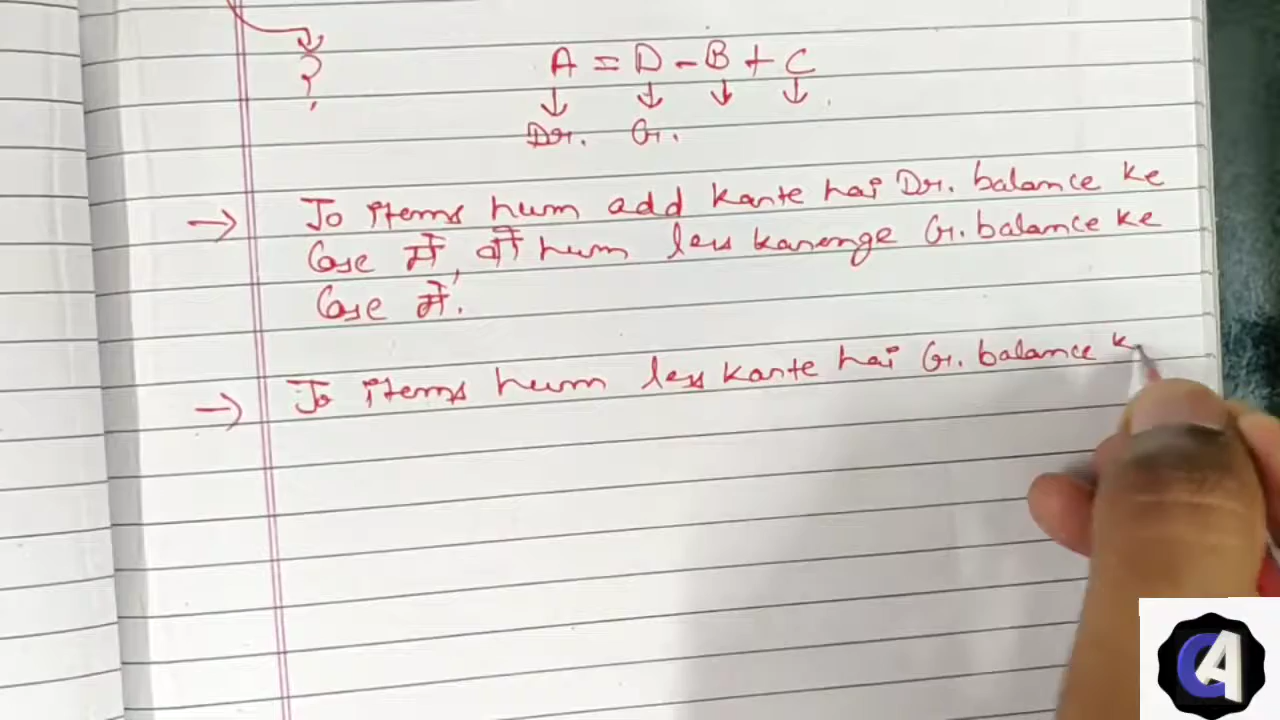 ?
A = D - B + C
↓ ↓ ↓ ↓
Dr. Cr.
→ Jo items hum add karte hai Dr. balance ke
Case में, वो hum less karenge Cr. balance ke
Case में.
→ Jo items hum less karte hai Cr. balance k
CA